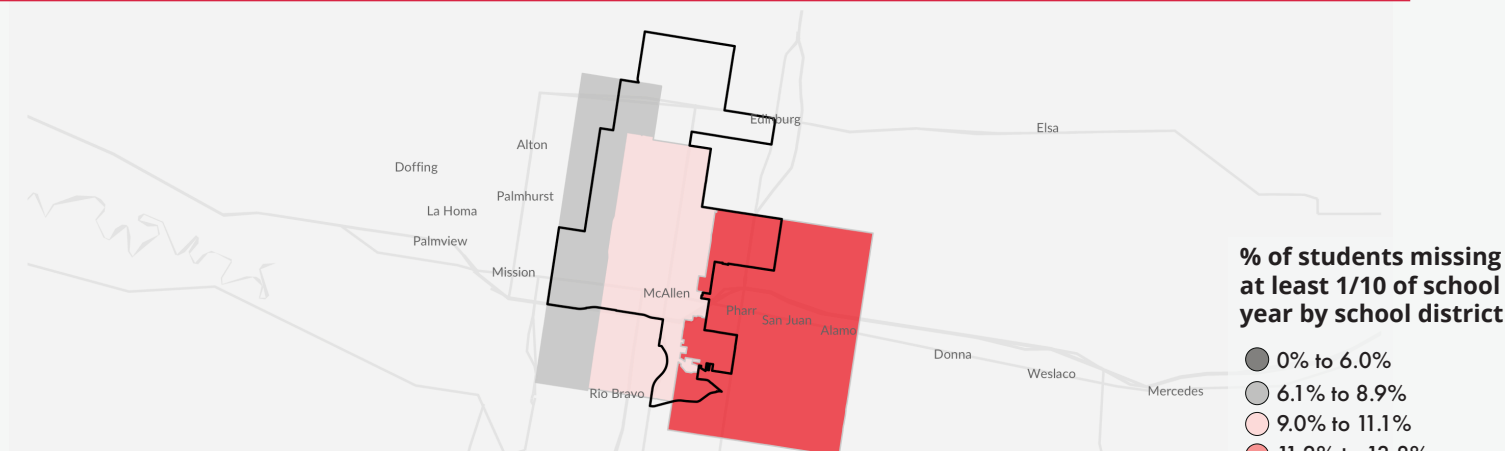 Edinburg
Elsa
Alton
Doffing
Palmhurst
La Homa
Palmview
Mission
McAllen
Pharr
San Juan
Alamo
Donna
Weslaco
Mercedes
Rio Bravo
% of students missing
at least 1/10 of school
year by school district
0% to 6.0%
6.1% to 8.9%
9.0% to 11.1%